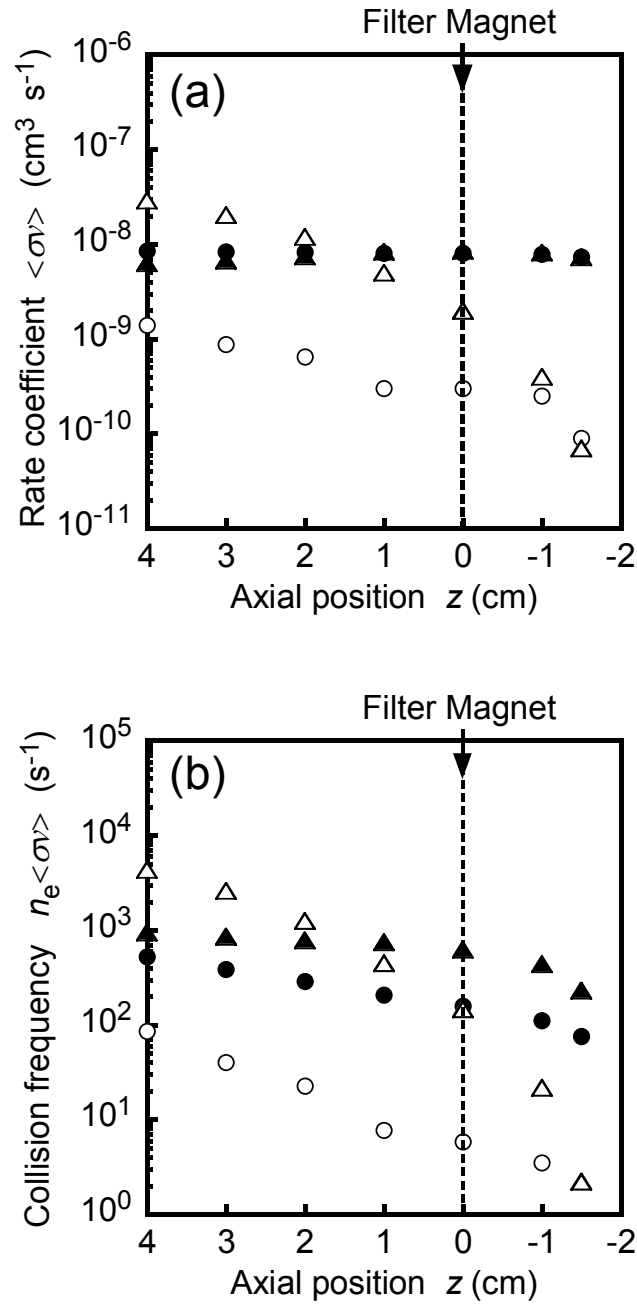 Filter Magnet
(a)
Rate coefficient <σv> (cm³ s⁻¹)
10⁻⁶
10⁻⁷
10⁻⁸
10⁻⁹
10⁻¹⁰
10⁻¹¹
4 3 2 1 0 -1 -2
Axial position z (cm)
Filter Magnet
(b)
Collision frequency nₑ<σv> (s⁻¹)
10⁵
10⁴
10³
10²
10¹
10⁰
4 3 2 1 0 -1 -2
Axial position z (cm)